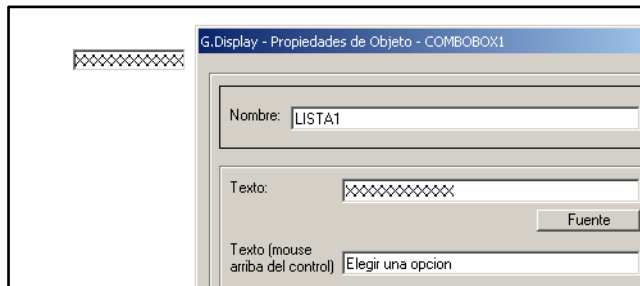 XXXXXXXXXXX
G.Display - Propiedades de Objeto - COMBOBOX1
Nombre: LISTA1
Texto: XXXXXXXXXXXX
Fuente
Texto (mouse
arriba del control) Elegir una opcion